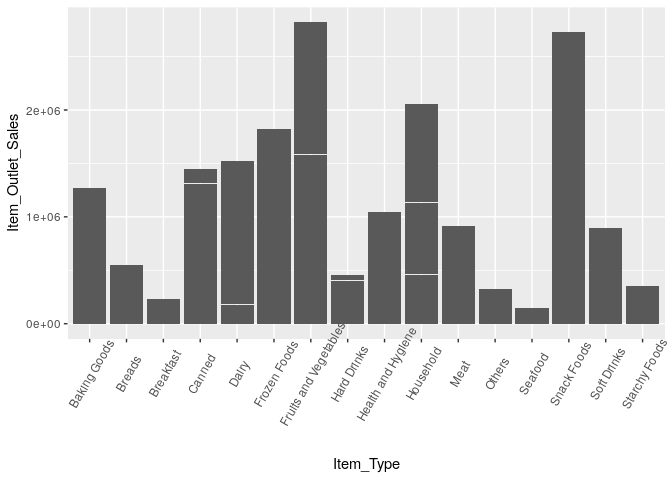 Item_Outlet_Sales
2e+06
1e+06
0e+00
Baking Goods
Breads
Breakfast
Canned
Dairy
Frozen Foods
Fruits and Vegetables
Hard Drinks
Health and Hygiene
Household
Meat
Others
Seafood
Snack Foods
Soft Drinks
Starchy Foods
Item_Type